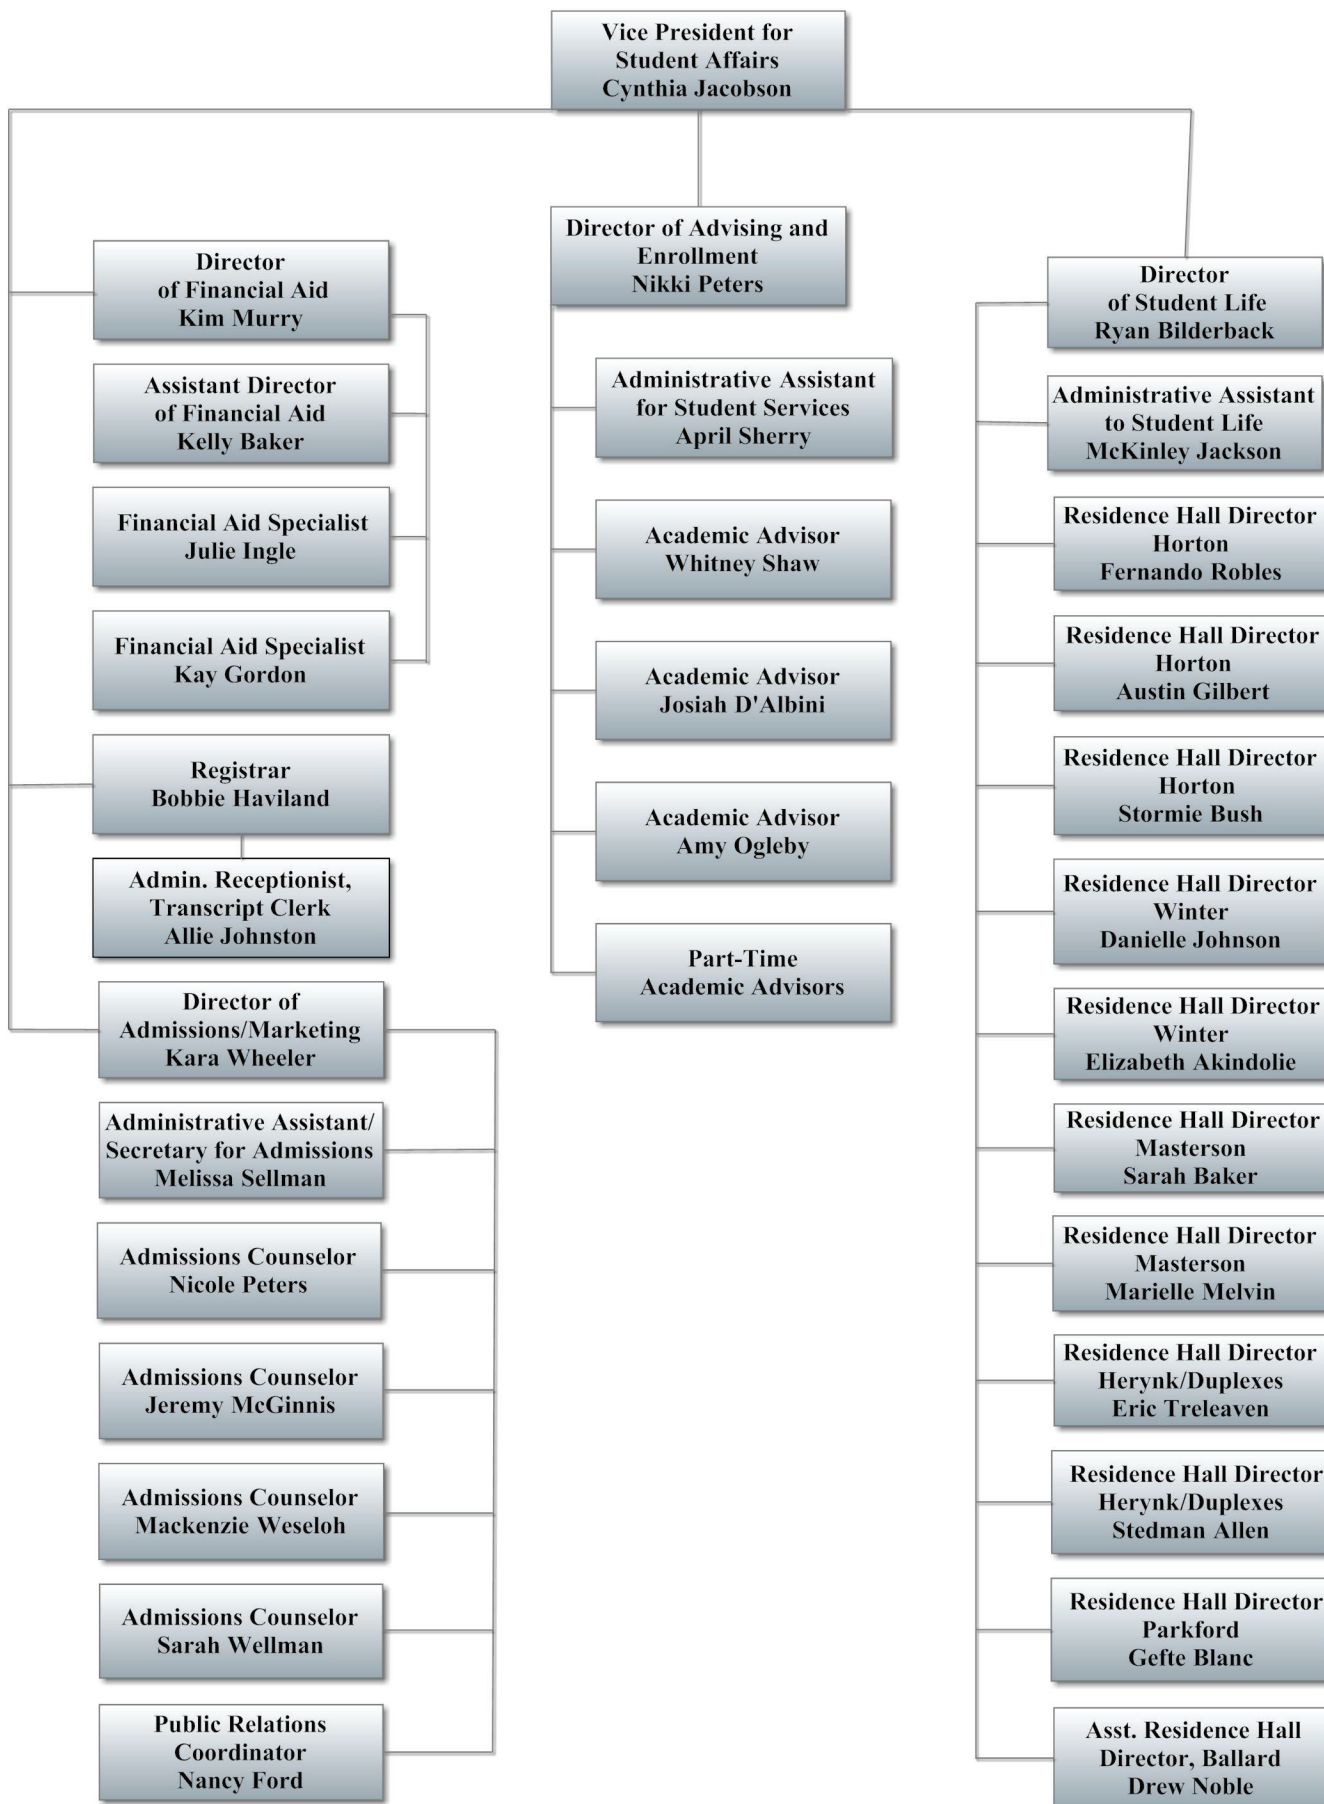 Vice President for
Student Affairs
Cynthia Jacobson
Director
of Financial Aid
Kim Murry
Assistant Director
of Financial Aid
Kelly Baker
Financial Aid Specialist
Julie Ingle
Financial Aid Specialist
Kay Gordon
Registrar
Bobbie Haviland
Admin. Receptionist,
Transcript Clerk
Allie Johnston
Director of
Admissions/Marketing
Kara Wheeler
Administrative Assistant/
Secretary for Admissions
Melissa Sellman
Admissions Counselor
Nicole Peters
Admissions Counselor
Jeremy McGinnis
Admissions Counselor
Mackenzie Weseloh
Admissions Counselor
Sarah Wellman
Public Relations
Coordinator
Nancy Ford
Director of Advising and
Enrollment
Nikki Peters
Administrative Assistant
for Student Services
April Sherry
Academic Advisor
Whitney Shaw
Academic Advisor
Josiah D'Albini
Academic Advisor
Amy Ogleby
Part-Time
Academic Advisors
Director
of Student Life
Ryan Bilderback
Administrative Assistant
to Student Life
McKinley Jackson
Residence Hall Director
Horton
Fernando Robles
Residence Hall Director
Horton
Austin Gilbert
Residence Hall Director
Horton
Stormie Bush
Residence Hall Director
Winter
Danielle Johnson
Residence Hall Director
Winter
Elizabeth Akindolie
Residence Hall Director
Masterson
Sarah Baker
Residence Hall Director
Masterson
Marielle Melvin
Residence Hall Director
Herynk/Duplexes
Eric Treleaven
Residence Hall Director
Herynk/Duplexes
Stedman Allen
Residence Hall Director
Parkford
Gefte Blanc
Asst. Residence Hall
Director, Ballard
Drew Noble